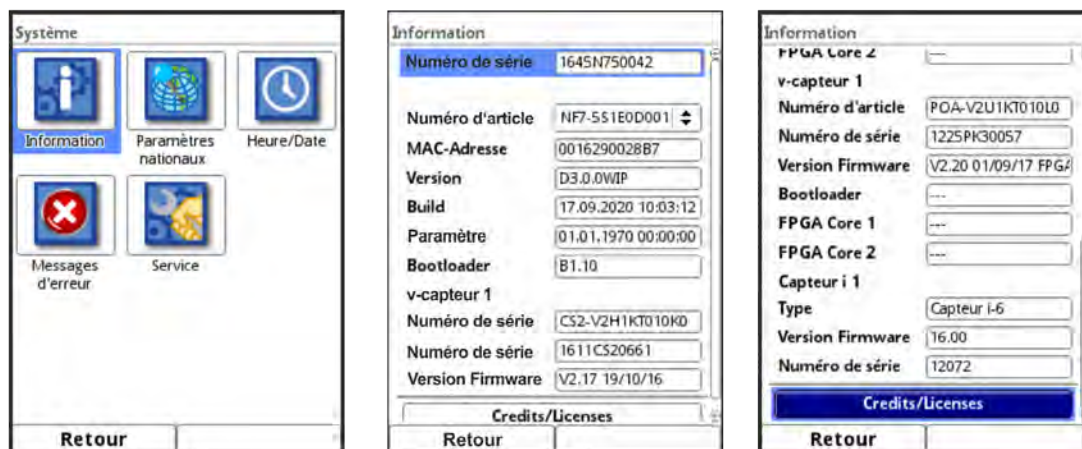 Système
Information
Paramètres
nationaux
Heure/Date
Messages
d'erreur
Service
Retour
Information
Numéro de série 1645N750042
Numéro d'article NF7-5S1E0D001
MAC-Adresse 0016290028B7
Version D3.0.0WIP
Build 17.09.2020 10:03:12
Paramètre 01.01.1970 00:00:00
Bootloader B1.10
v-capteur 1
Numéro de série CS2-V2H1KT010K0
Numéro de série 1611CS20661
Version Firmware V2.17 19/10/16
Credits/Licenses
Retour
Information
FPGA Core 2 ---
v-capteur 1
Numéro d'article POA-V2U1KT010L0
Numéro de série 1225PK30057
Version Firmware V2.20 01/09/17 FPGA
Bootloader ---
FPGA Core 1 ---
FPGA Core 2 ---
Capteur i 1
Type Capteur i-6
Version Firmware 16.00
Numéro de série 12072
Credits/Licenses
Retour